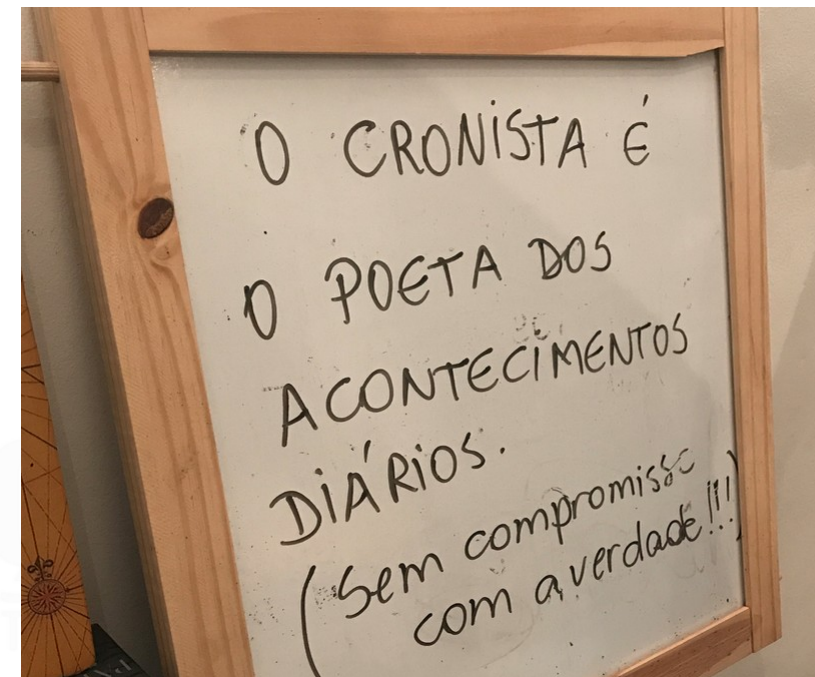 O CRONiSTA É
O POETA DOS
ACONTECiMENTOS
DiÁRiOS.
(Sem compromisso
com a verdade!!!)